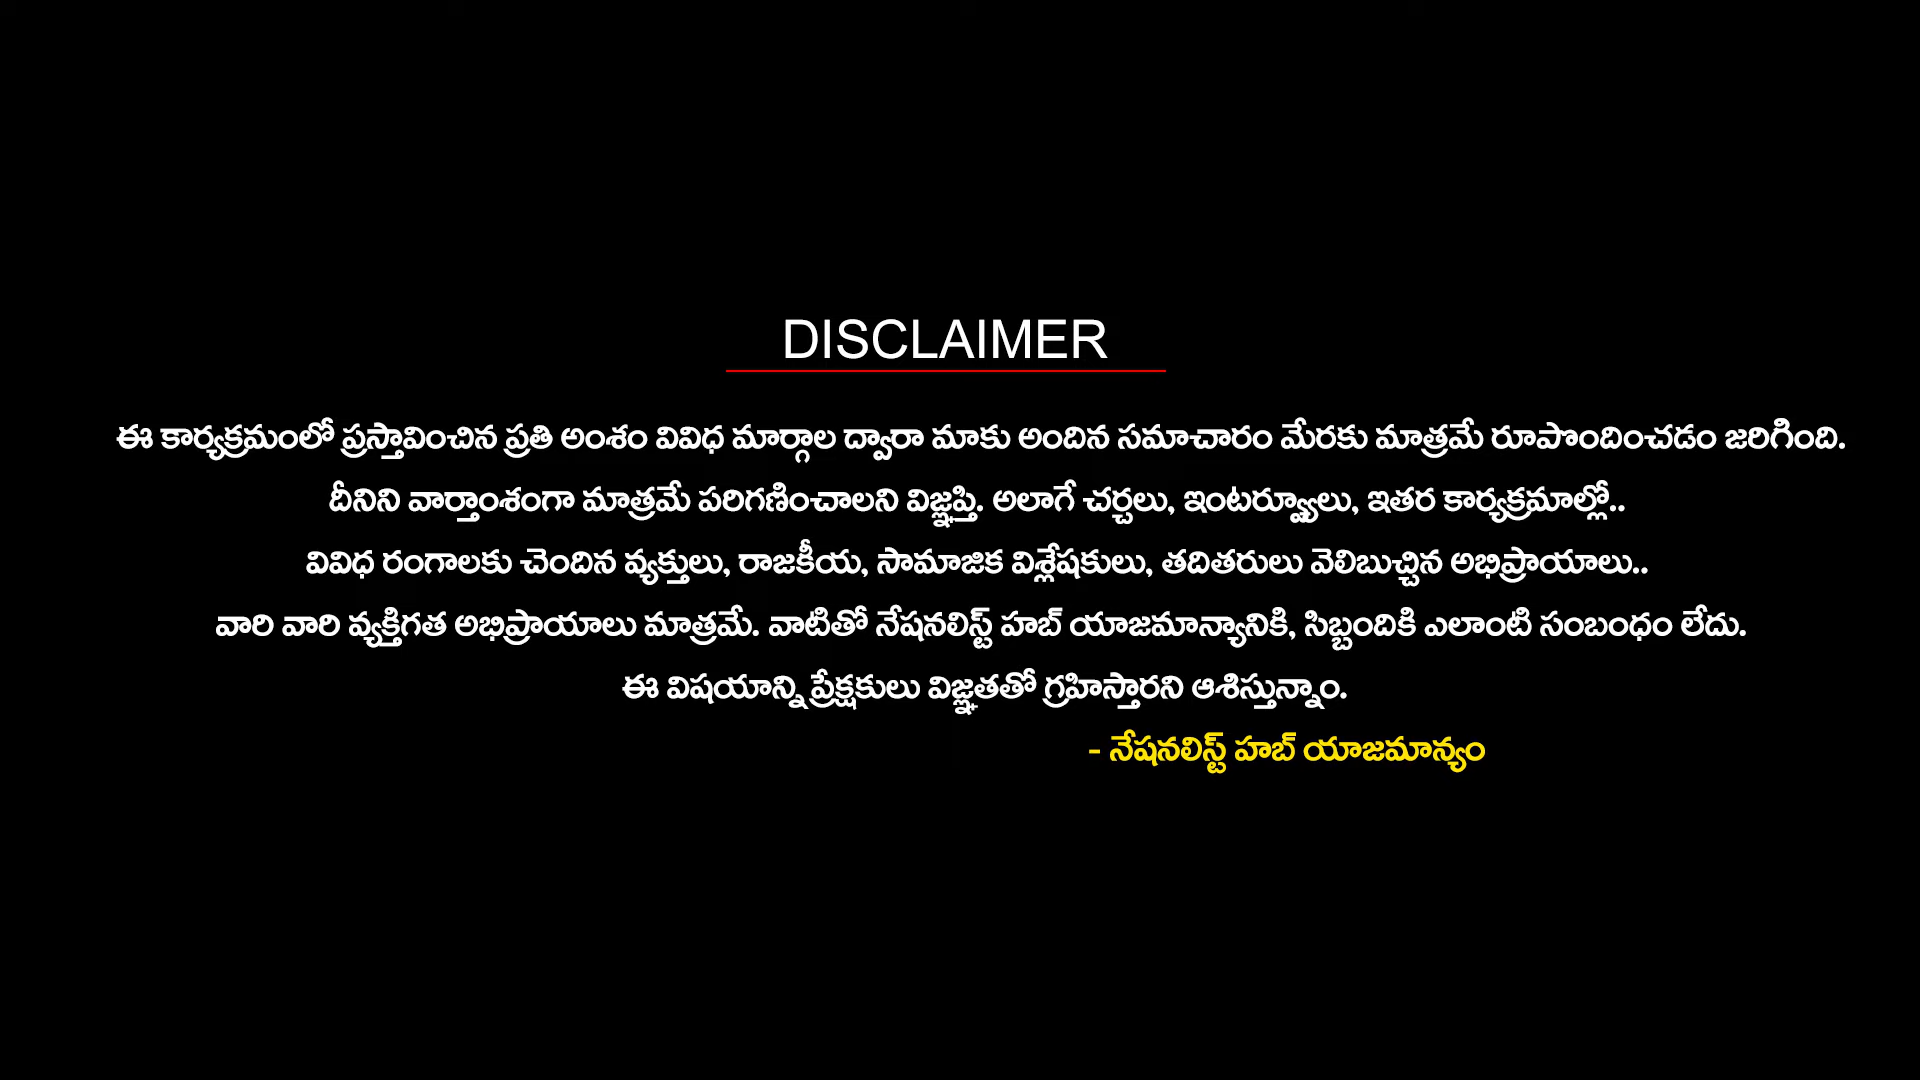 DISCLAIMER
ఈ కార్యక్రమంలో ప్రస్తావించిన ప్రతి అంశం వివిధ మార్గాల ద్వారా మాకు అందిన సమాచారం మేరకు మాత్రమే రూపొందించడం జరిగింది.
దీనిని వార్తాంశంగా మాత్రమే పరిగణించాలని విజ్ఞప్తి. అలాగే చర్చలు, ఇంటర్వ్యూలు, ఇతర కార్యక్రమాల్లో..
వివిధ రంగాలకు చెందిన వ్యక్తులు, రాజకీయ, సామాజిక విశ్లేషకులు, తదితరులు వెలిబుచ్చిన అభిప్రాయాలు..
వారి వారి వ్యక్తిగత అభిప్రాయాలు మాత్రమే. వాటితో నేషనలిస్ట్ హబ్ యాజమాన్యానికి, సిబ్బందికి ఎలాంటి సంబంధం లేదు.
ఈ విషయాన్ని ప్రేక్షకులు విజ్ఞతతో గ్రహిస్తారని ఆశిస్తున్నాం.
- నేషనలిస్ట్ హబ్ యాజమాన్యం